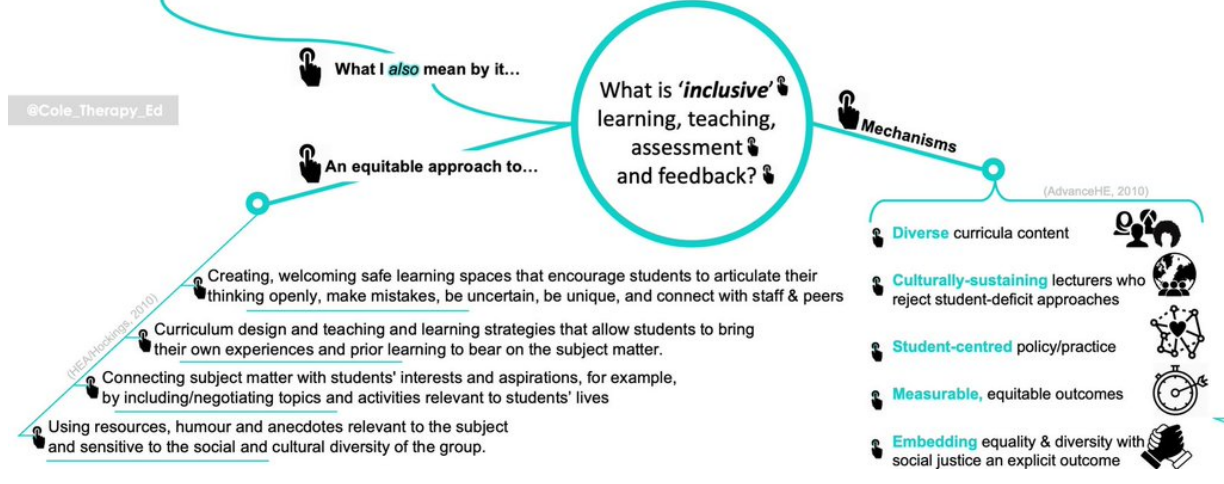 What I also mean by it…
@Cole_Therapy_Ed
An equitable approach to…
What is ‘inclusive’
learning, teaching,
assessment
and feedback?
Mechanisms
(AdvanceHE, 2010)
Diverse curricula content
Culturally-sustaining lecturers who
reject student-deficit approaches
Student-centred policy/practice
Measurable, equitable outcomes
Embedding equality & diversity with
social justice an explicit outcome
(HEA/Hockings, 2010)
Creating, welcoming safe learning spaces that encourage students to articulate their
thinking openly, make mistakes, be uncertain, be unique, and connect with staff & peers
Curriculum design and teaching and learning strategies that allow students to bring
their own experiences and prior learning to bear on the subject matter.
Connecting subject matter with students' interests and aspirations, for example,
by including/negotiating topics and activities relevant to students’ lives
Using resources, humour and anecdotes relevant to the subject
and sensitive to the social and cultural diversity of the group.